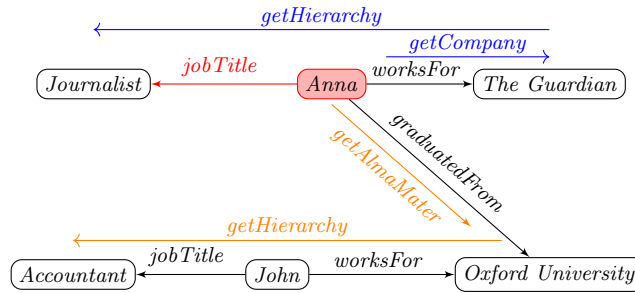 getHierarchy
getCompany
jobTitle
worksFor
Journalist
Anna
The Guardian
graduatedFrom
getAlmaMater
getHierarchy
jobTitle
worksFor
Accountant
John
Oxford University